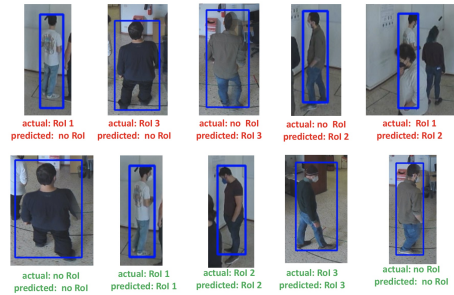 actual: RoI 1
predicted: no RoI
actual: RoI 3
predicted: no RoI
actual: no RoI
predicted: RoI 3
actual: no RoI
predicted: RoI 2
actual: RoI 1
predicted: RoI 2
actual: no RoI
predicted: no RoI
actual: RoI 1
predicted: RoI 1
actual: RoI 2
predicted: RoI 2
actual: RoI 3
predicted: RoI 3
actual: no RoI
predicted: no RoI